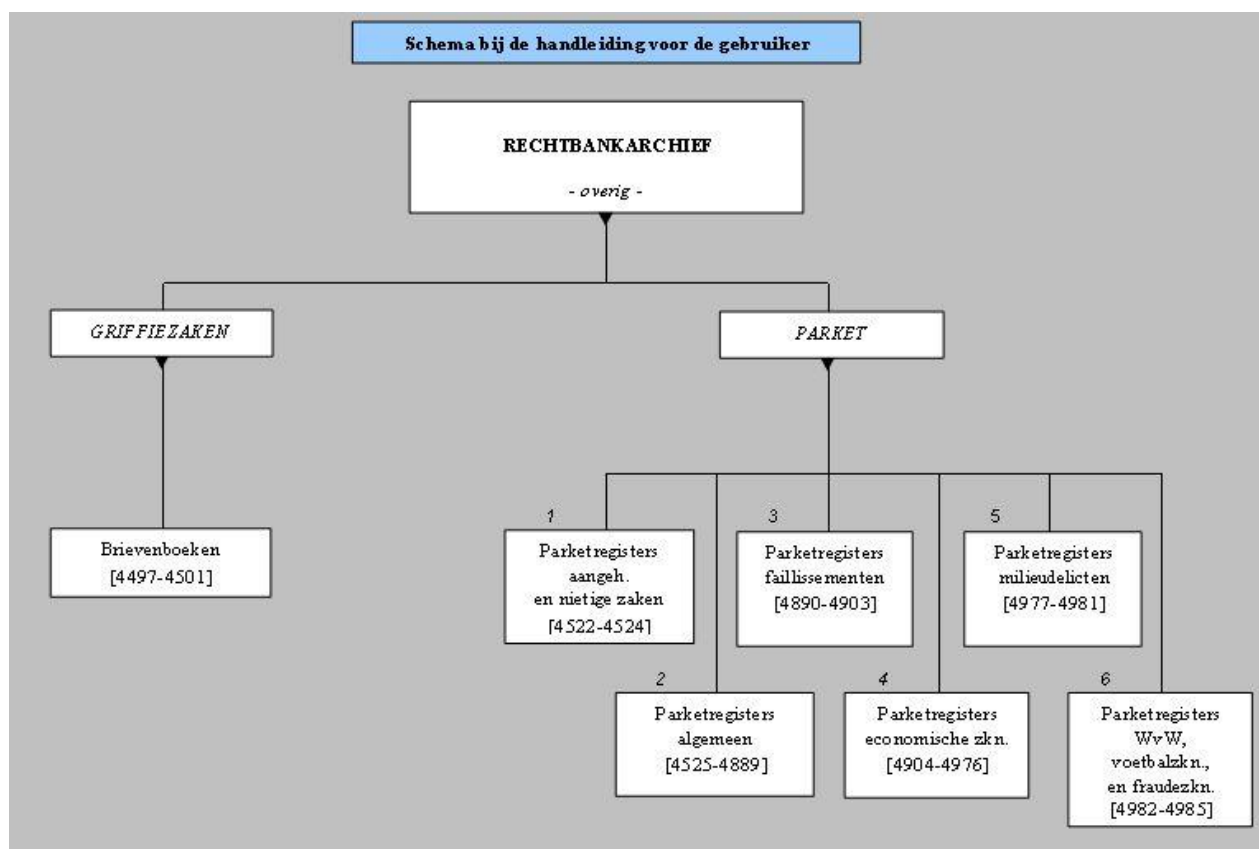 Schema bij de handleiding voor de gebruiker
RECHTBANKARCHIEF
- overig -
GRIFFIEZAKEN
PARKET
Brievenboeken
[4497-4501]
1
Parketregisters
aangeh.
en nietige zaken
[4522-4524]
2
Parketregisters
algemeen
[4525-4889]
3
Parketregisters
faillissementen
[4890-4903]
4
Parketregisters
economische zkn.
[4904-4976]
5
Parketregisters
milieudelicten
[4977-4981]
6
Parketregisters
WvW,
voetbalzkn.,
en fraudezkn.
[4982-4985]